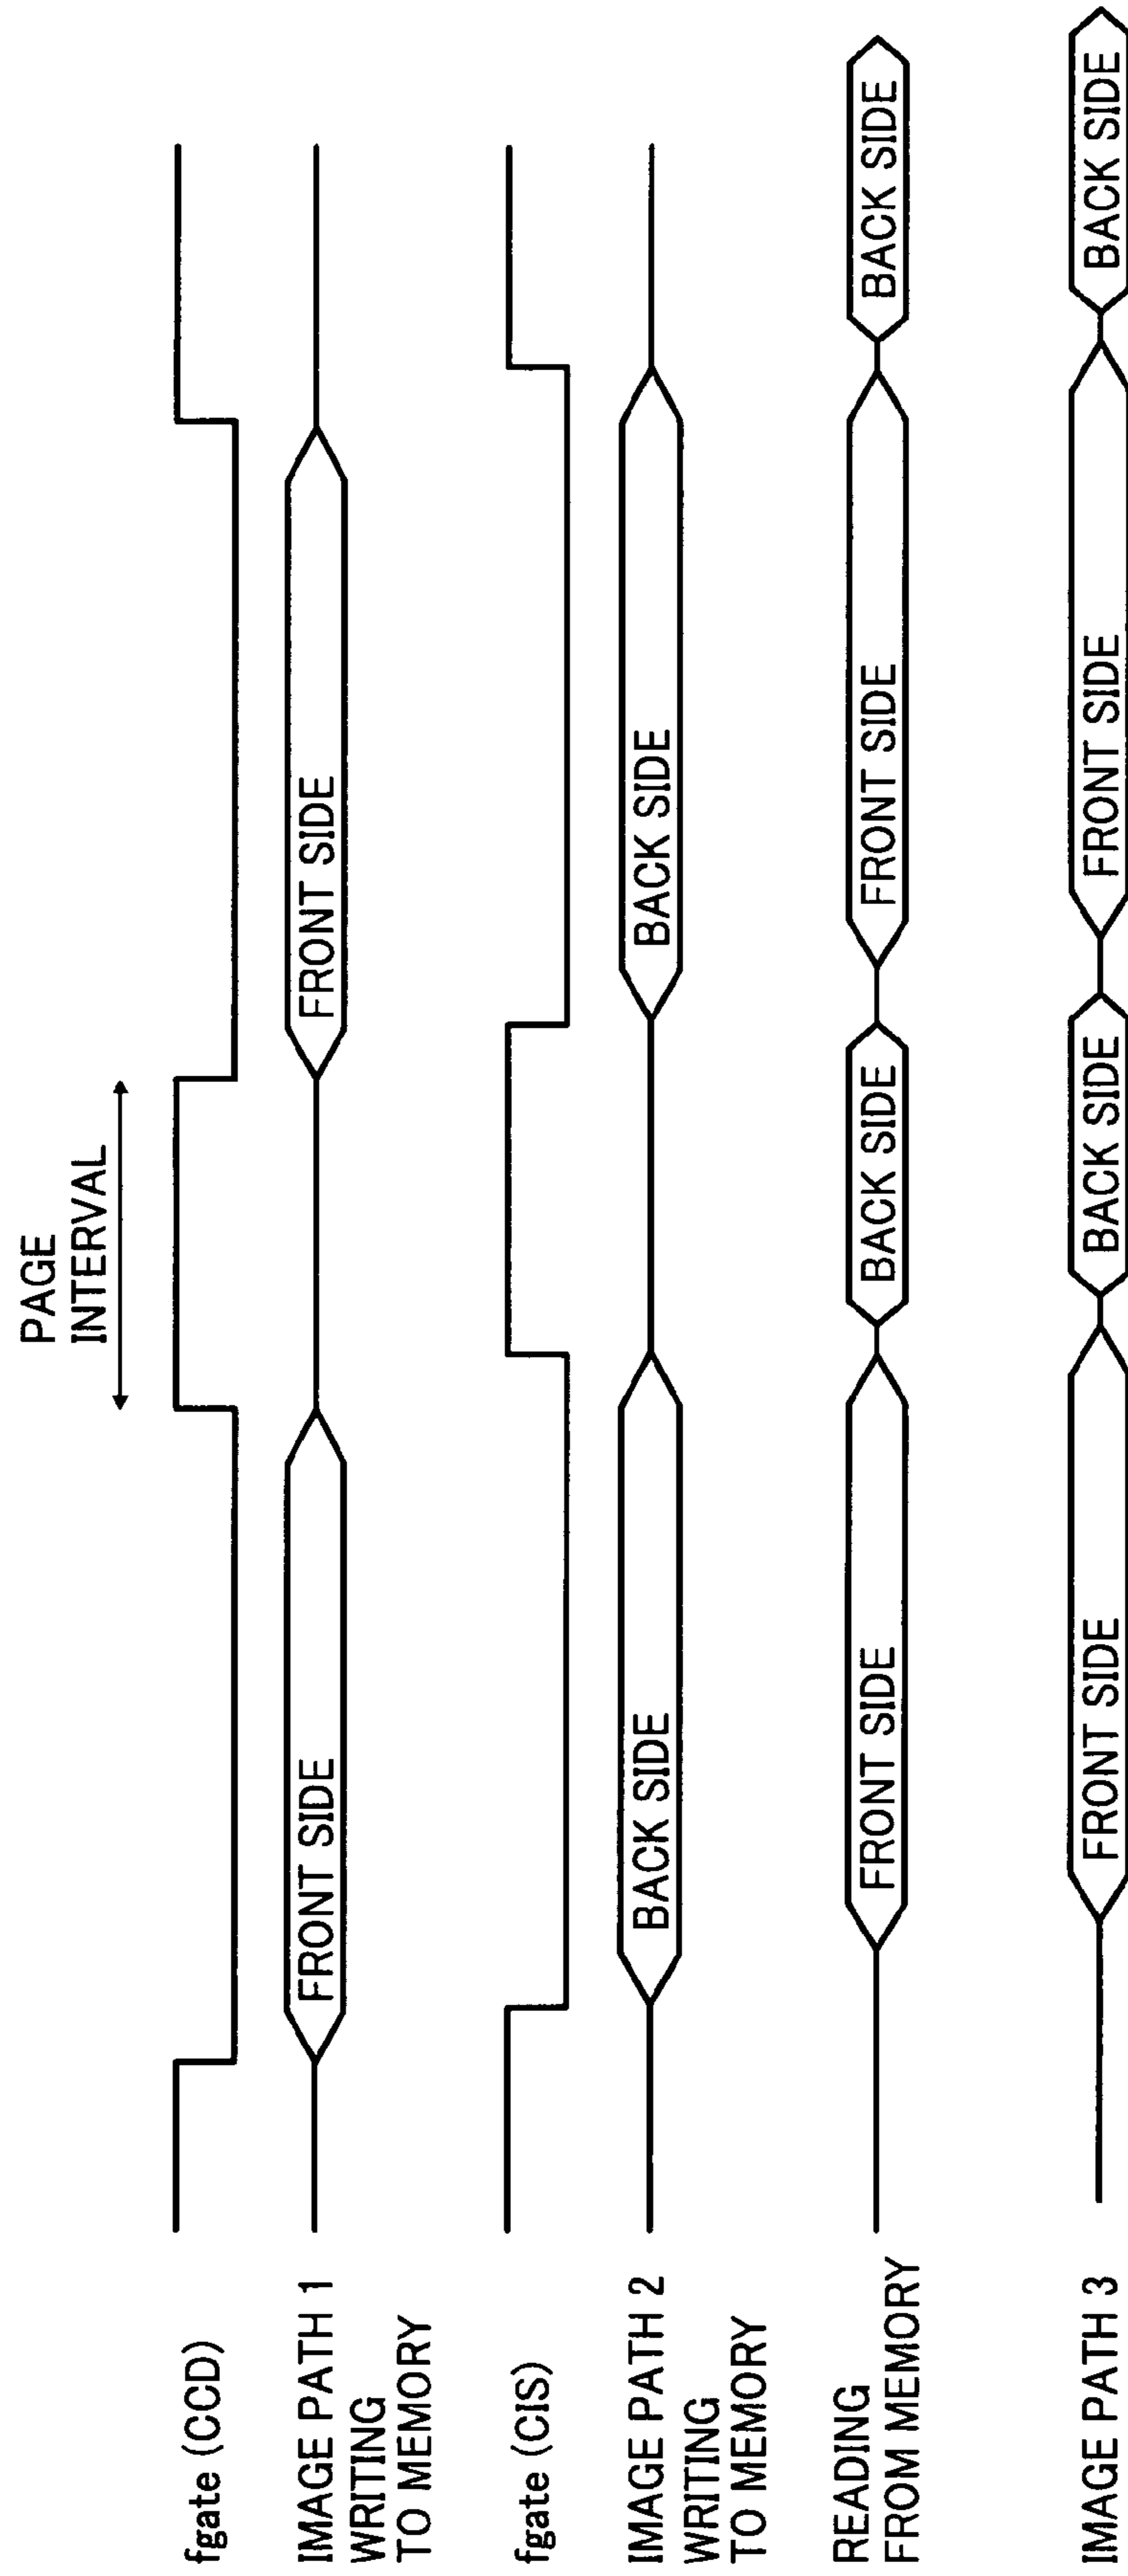 PAGE
INTERVAL
fgate (CCD)
IMAGE PATH 1
WRITING
TO MEMORY
FRONT SIDE
FRONT SIDE
fgate (CIS)
IMAGE PATH 2
WRITING
TO MEMORY
BACK SIDE
BACK SIDE
READING
FROM MEMORY
FRONT SIDE
BACK SIDE
FRONT SIDE
BACK SIDE
IMAGE PATH 3
FRONT SIDE
BACK SIDE
FRONT SIDE
BACK SIDE